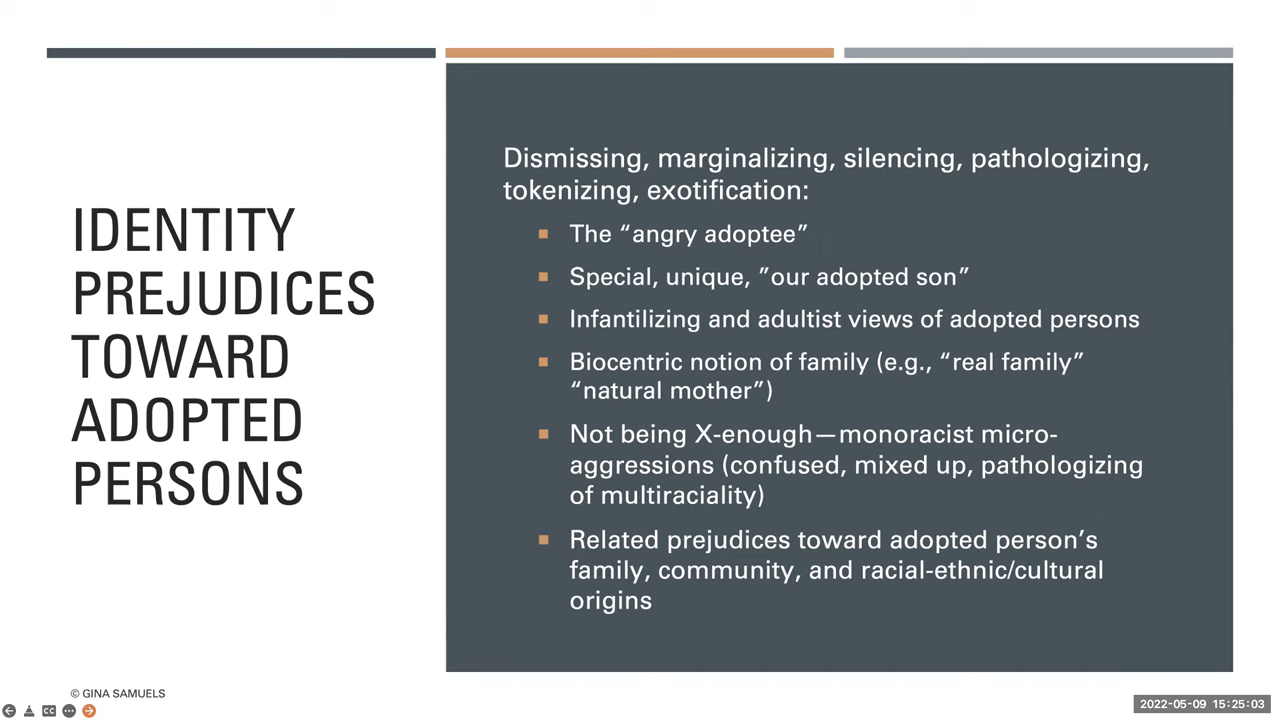 IDENTITY
PREJUDICES
TOWARD
ADOPTED
PERSONS
Dismissing, marginalizing, silencing, pathologizing,
tokenizing, exotification:
The “angry adoptee”
Special, unique, ”our adopted son”
Infantilizing and adultist views of adopted persons
Biocentric notion of family (e.g., “real family”
“natural mother”)
Not being X-enough—monoracist micro-
aggressions (confused, mixed up, pathologizing
of multiraciality)
Related prejudices toward adopted person’s
family, community, and racial-ethnic/cultural
origins
© GINA SAMUELS
CC
2022-05-09 15:25:03